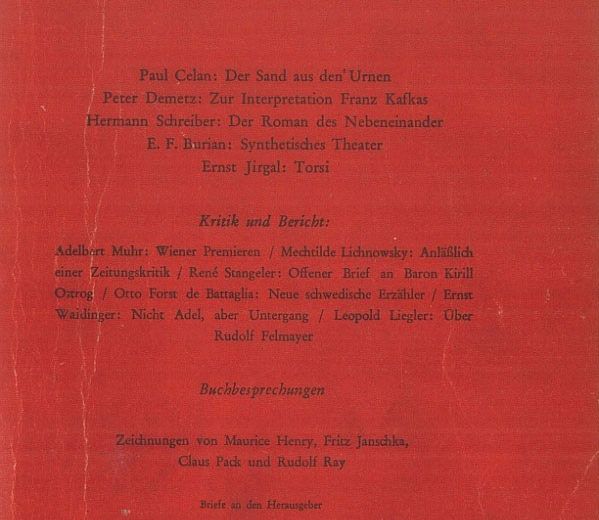 Paul Celan: Der Sand aus den Urnen
Peter Demetz: Zur Interpretation Franz Kafkas
Hermann Schreiber: Der Roman des Nebeneinander
E. F. Burian: Synthetisches Theater
Ernst Jirgal: Torsi
Kritik und Bericht:
Adelbert Muhr: Wiener Premieren / Mechtilde Lichnowsky: Anläßlich
einer Zeitungskritik / René Stangeler: Offener Brief an Baron Kirill
Ostrog / Otto Forst de Battaglia: Neue schwedische Erzähler / Ernst
Waidinger: Nicht Adel, aber Untergang / Leopold Liegler: Über
Rudolf Felmayer
Buchbesprechungen
Zeichnungen von Maurice Henry, Fritz Janschka,
Claus Pack und Rudolf Ray
Briefe an den Herausgeber